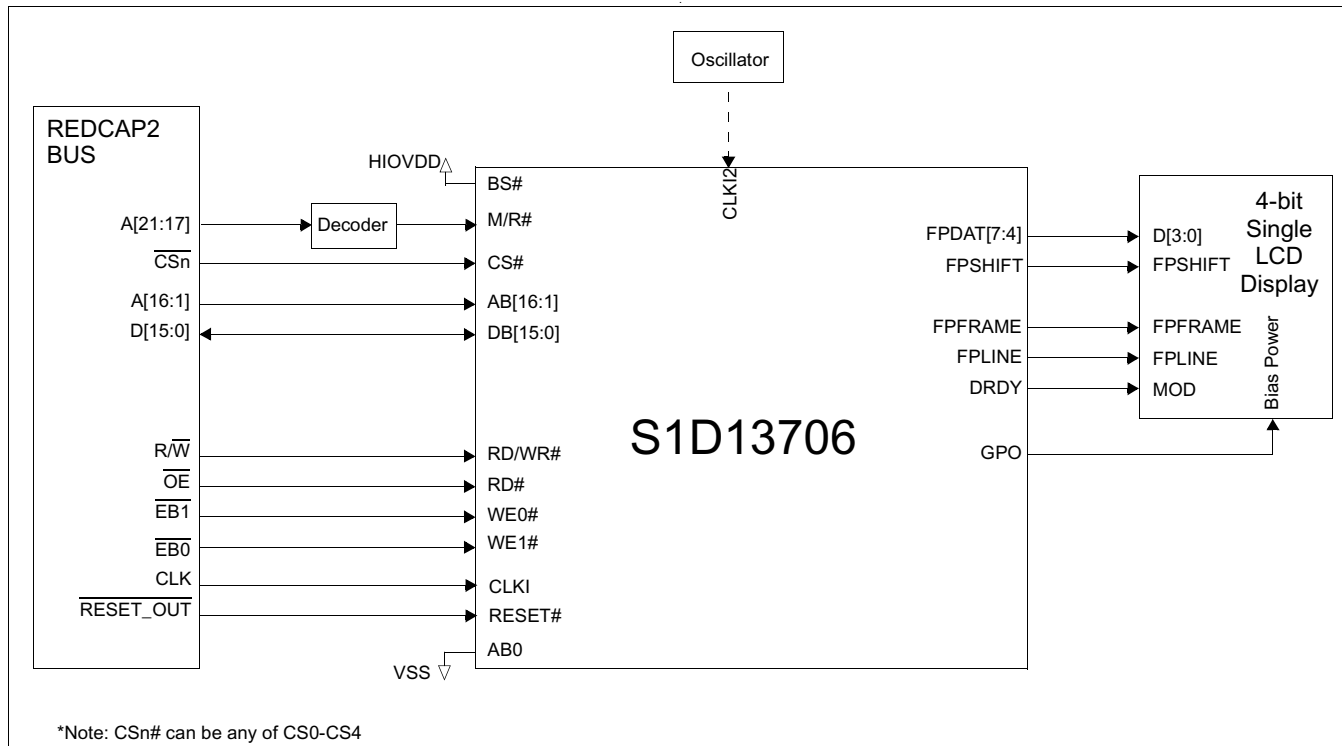 Oscillator
REDCAP2
BUS
HIOVDD
BS#
CLKI2
4-bit
Single
LCD
Display
A[21:17]
Decoder
M/R#
FPDAT[7:4]
D[3:0]
CSn
CS#
FPSHIFT
FPSHIFT
A[16:1]
AB[16:1]
D[15:0]
DB[15:0]
FPFRAME
FPFRAME
FPLINE
FPLINE
DRDY
MOD
Bias Power
S1D13706
R/W
RD/WR#
GPO
OE
RD#
EB1
WE0#
EB0
WE1#
CLK
CLKI
RESET_OUT
RESET#
AB0
VSS
*Note: CSn# can be any of CS0-CS4